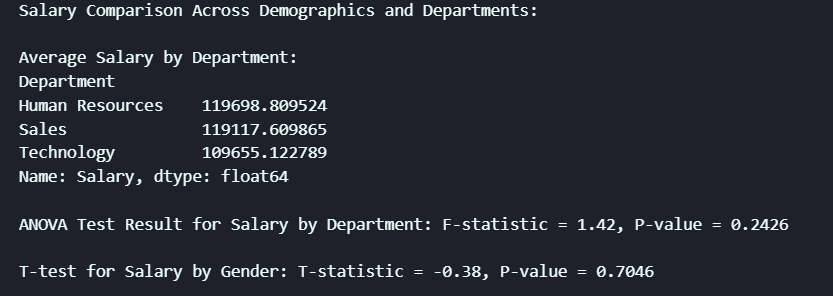 Salary Comparison Across Demographics and Departments:
Average Salary by Department:
Department
Human Resources    119698.809524
Sales              119117.609865
Technology         109655.122789
Name: Salary, dtype: float64
ANOVA Test Result for Salary by Department: F-statistic = 1.42, P-value = 0.2426
T-test for Salary by Gender: T-statistic = -0.38, P-value = 0.7046